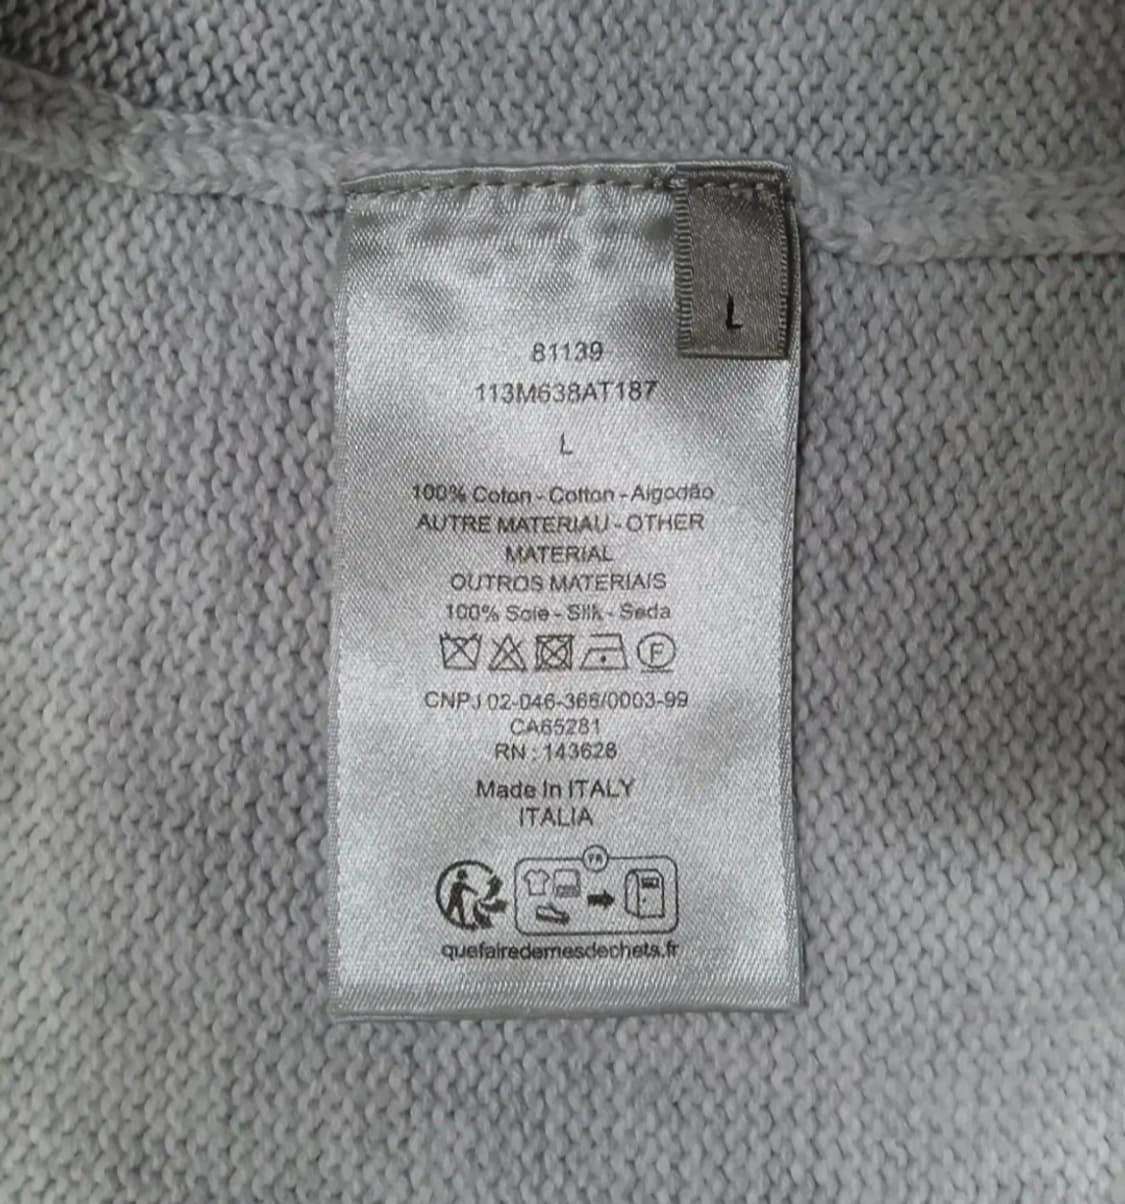 L
81139
113M638AT187
L
100% Coton - Cotton - Algodão
AUTRE MATERIAU - OTHER
MATERIAL
OUTROS MATERIAIS
100% Soie - Silk - Seda
F
CNPJ 02-046-366/0003-99
CA65281
RN : 143628
Made In ITALY
ITALIA
FR
quefairedemesdechets.fr